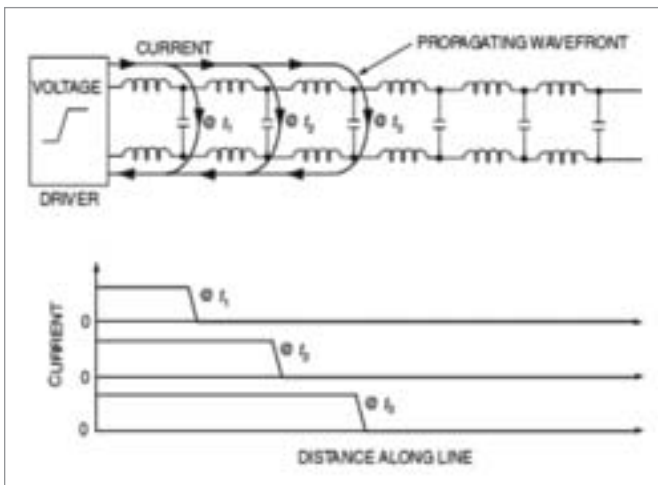 CURRENT
PROPAGATING WAVEFRONT
VOLTAGE
@ t₁
@ t₂
@ t₃
DRIVER
@ t₁
0
@ t₂
0
@ t₃
0
CURRENT
DISTANCE ALONG LINE